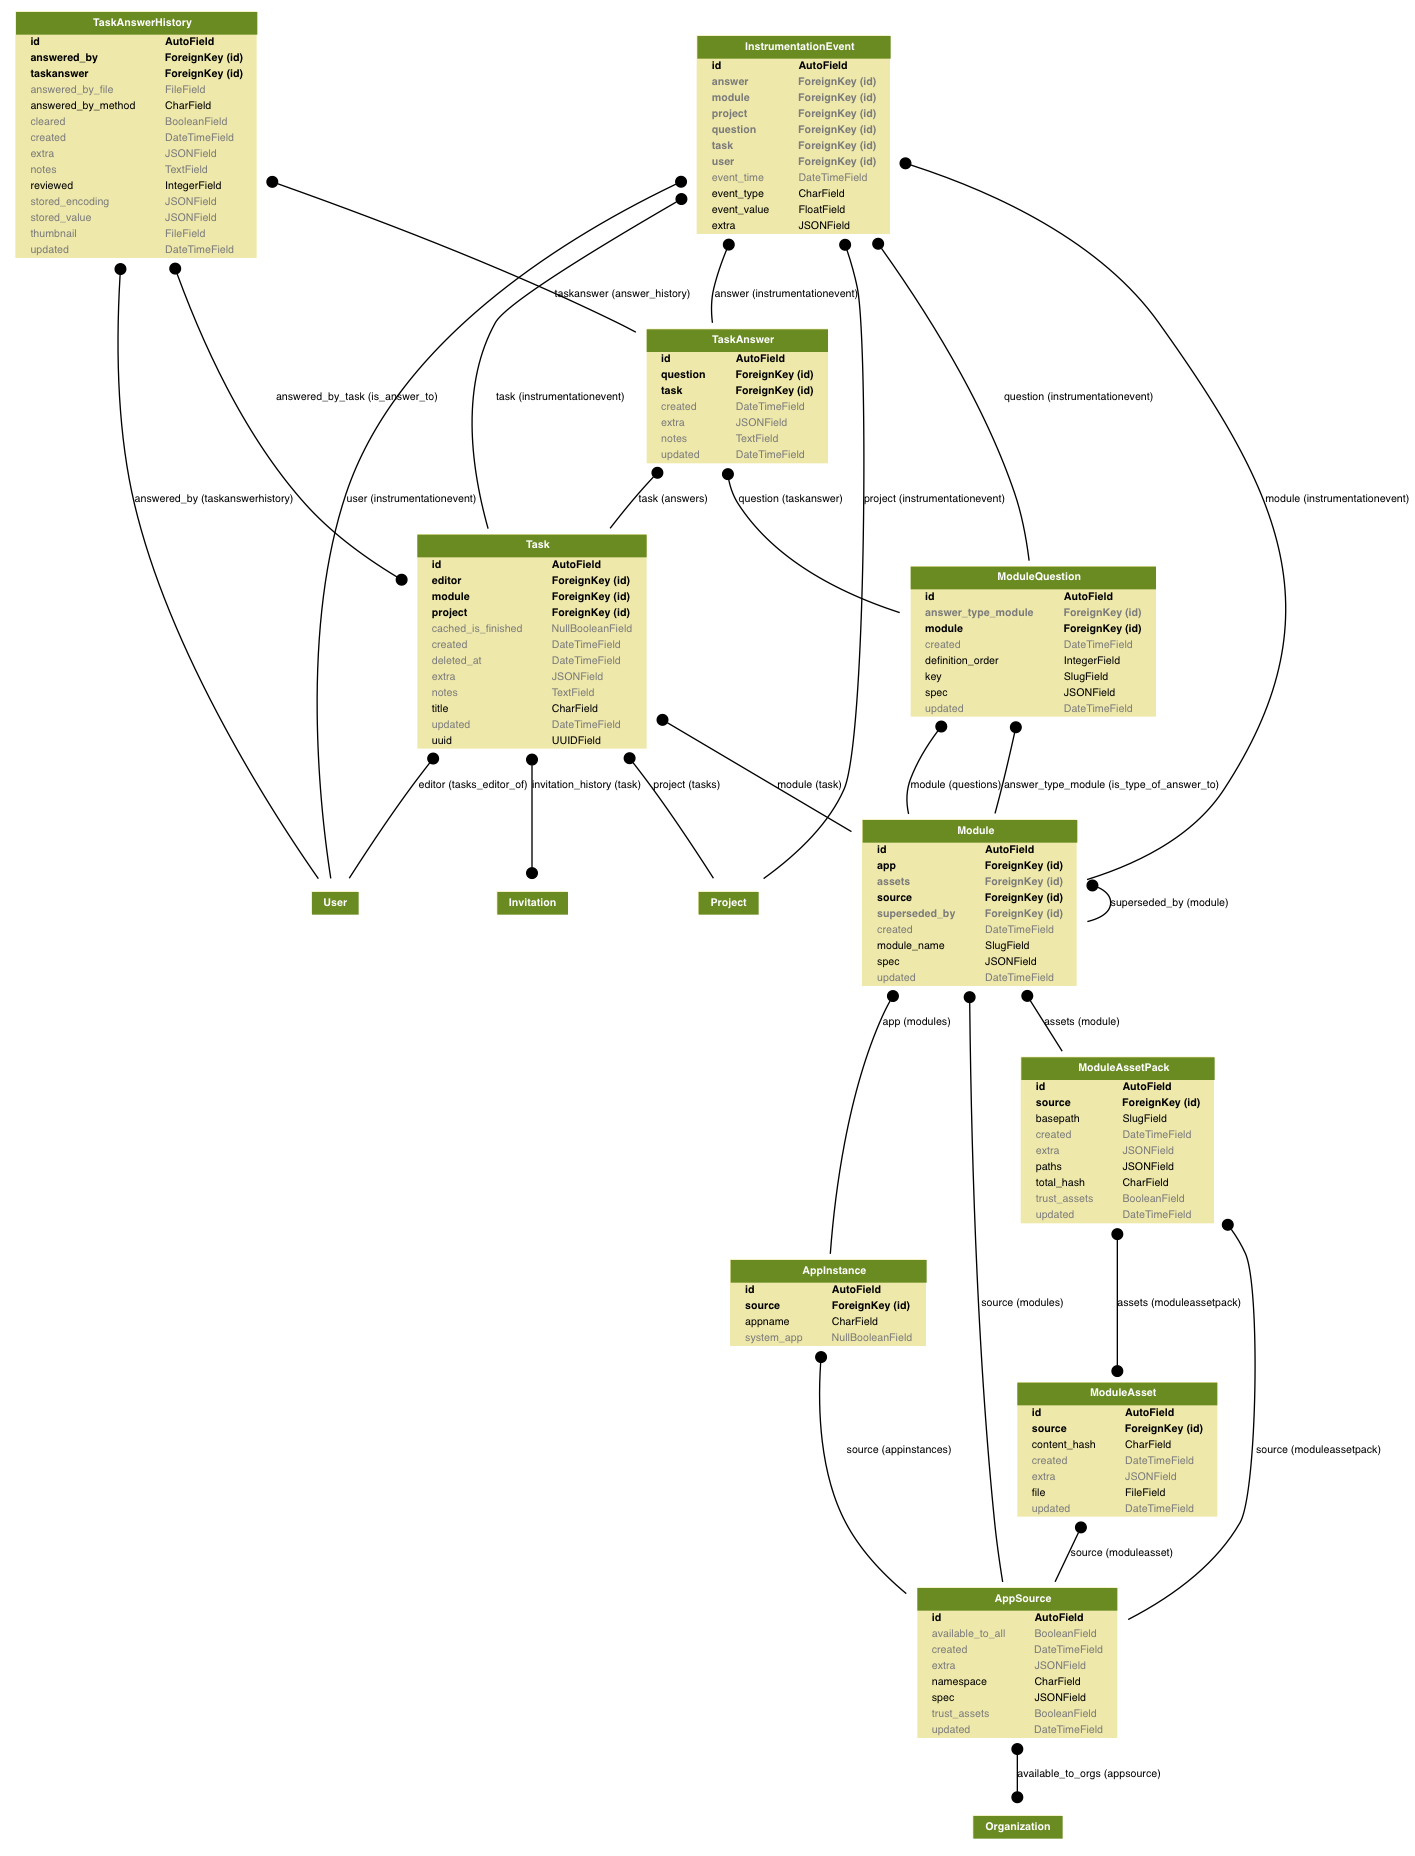 TaskAnswerHistory
id AutoField
answered_by ForeignKey (id)
taskanswer ForeignKey (id)
answered_by_file FileField
answered_by_method CharField
cleared BooleanField
created DateTimeField
extra JSONField
notes TextField
reviewed IntegerField
stored_encoding JSONField
stored_value JSONField
thumbnail FileField
updated DateTimeField
InstrumentationEvent
id AutoField
answer ForeignKey (id)
module ForeignKey (id)
project ForeignKey (id)
question ForeignKey (id)
task ForeignKey (id)
user ForeignKey (id)
event_time DateTimeField
event_type CharField
event_value FloatField
extra JSONField
taskanswer (answer_history)
answer (instrumentationevent)
TaskAnswer
id AutoField
question ForeignKey (id)
task ForeignKey (id)
created DateTimeField
extra JSONField
notes TextField
updated DateTimeField
answered_by_task (is_answer_to)
task (instrumentationevent)
question (instrumentationevent)
answered_by (taskanswerhistory)
user (instrumentationevent)
task (answers)
question (taskanswer)
project (instrumentationevent)
module (instrumentationevent)
Task
id AutoField
editor ForeignKey (id)
module ForeignKey (id)
project ForeignKey (id)
cached_is_finished NullBooleanField
created DateTimeField
deleted_at DateTimeField
extra JSONField
notes TextField
title CharField
updated DateTimeField
uuid UUIDField
ModuleQuestion
id AutoField
answer_type_module ForeignKey (id)
module ForeignKey (id)
created DateTimeField
definition_order IntegerField
key SlugField
spec JSONField
updated DateTimeField
editor (tasks_editor_of)
invitation_history (task)
project (tasks)
module (task)
module (questions)
answer_type_module (is_type_of_answer_to)
User
Invitation
Project
Module
id AutoField
app ForeignKey (id)
assets ForeignKey (id)
source ForeignKey (id)
superseded_by ForeignKey (id)
created DateTimeField
module_name SlugField
spec JSONField
updated DateTimeField
superseded_by (module)
app (modules)
assets (module)
ModuleAssetPack
id AutoField
source ForeignKey (id)
basepath SlugField
created DateTimeField
extra JSONField
paths JSONField
total_hash CharField
trust_assets BooleanField
updated DateTimeField
AppInstance
id AutoField
source ForeignKey (id)
appname CharField
system_app NullBooleanField
source (modules)
assets (moduleassetpack)
ModuleAsset
id AutoField
source ForeignKey (id)
content_hash CharField
created DateTimeField
extra JSONField
file FileField
updated DateTimeField
source (appinstances)
source (moduleassetpack)
source (moduleasset)
AppSource
id AutoField
available_to_all BooleanField
created DateTimeField
extra JSONField
namespace CharField
spec JSONField
trust_assets BooleanField
updated DateTimeField
available_to_orgs (appsource)
Organization